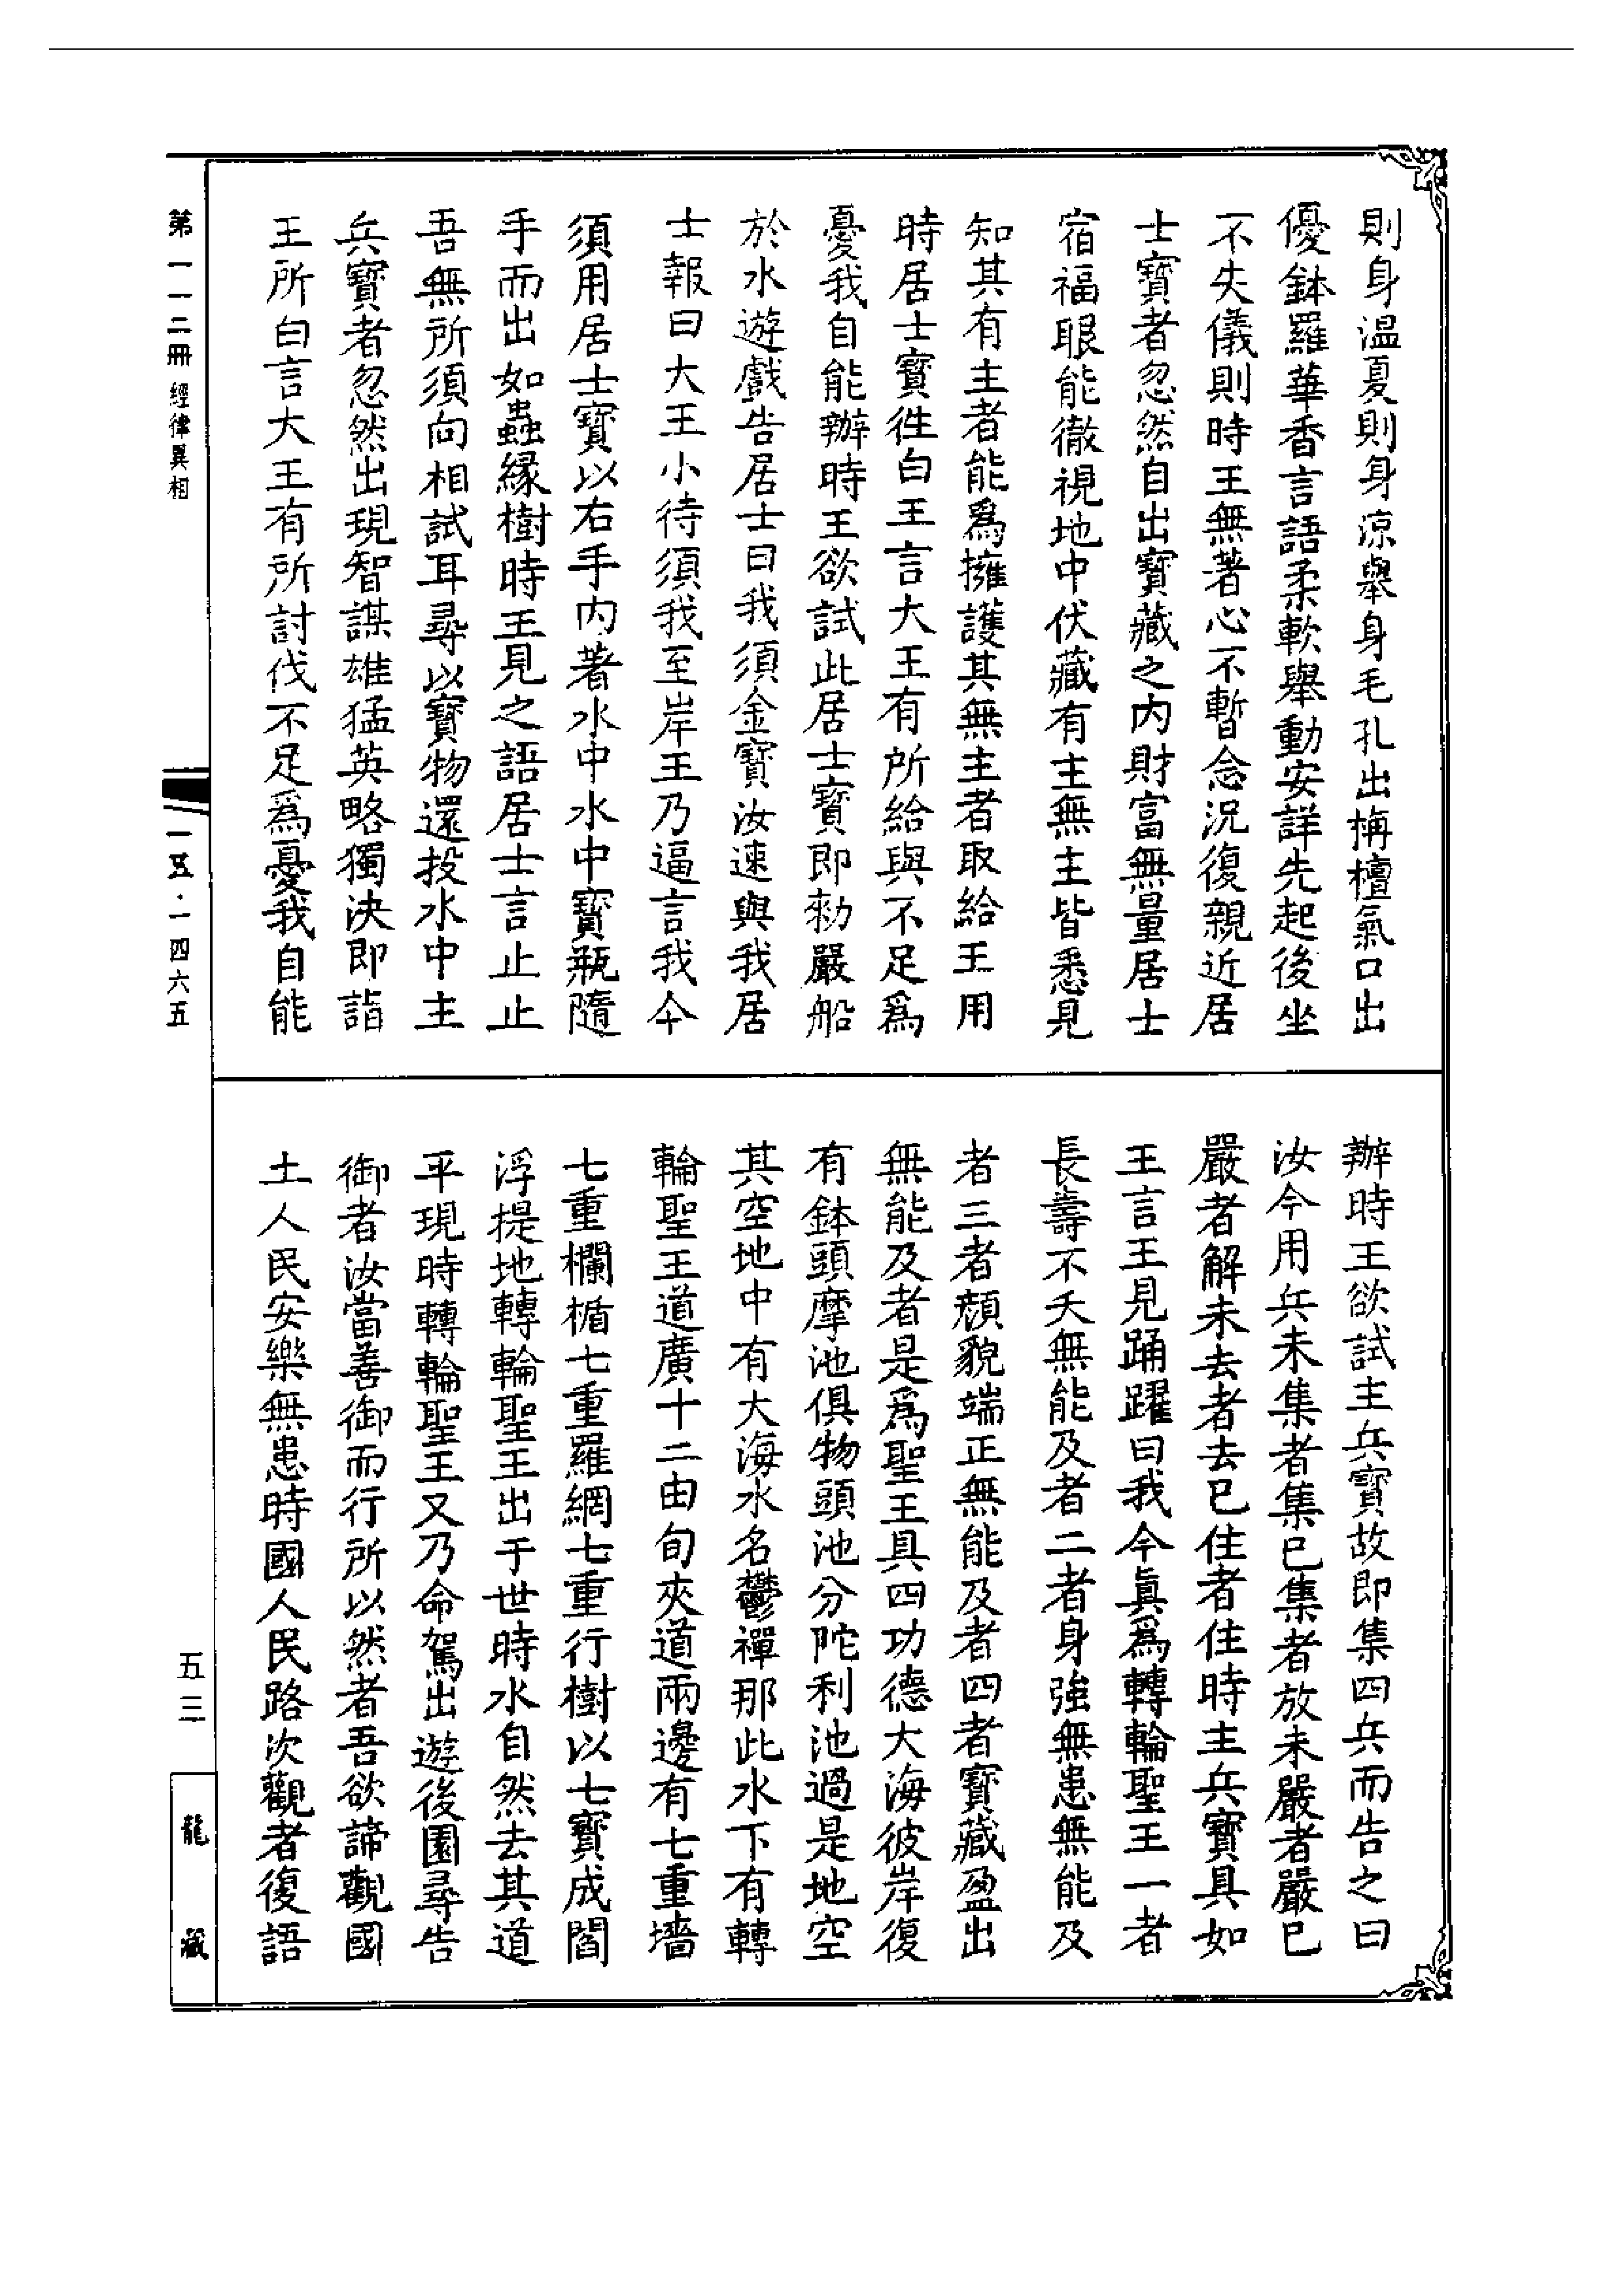 則身温夏則身涼舉身毛孔出栴檀氣口出
優鉢羅華香言語柔軟舉動安詳先起後坐
不失儀則時王無著心不暫念況復親近居
士寶者忽然自出寶藏之内財富無量居士
宿福眼能徹視地中伏藏有主無主皆悉見
知其有主者能爲擁護其無主者取給王用
時居士寶徃白王言大王有所給與不足爲
憂我自能辦時王欲試此居士寶即勑嚴船
於水遊戲告居士曰我須金寶汝速與我居
士報曰大王小待須我至岸王乃逼言我今
須用居士寶以右手内著水中水中寶瓶隨
手而出如蟲縁樹時王見之語居士言止止
吾無所須向相試耳尋以寶物還投水中主
兵寶者忽然出現智謀雄猛英略獨決即詣
王所白言大王有所討伐不足爲憂我自能
辦時王欲試主兵寶故即集四兵而告之曰
汝今用兵未集者集已集者放未嚴者嚴已
嚴者解未去者去已住者住時主兵寶具如
王言王見踊躍曰我今眞爲轉輪聖王一者
長壽不夭無能及者二者身強無患無能及
者三者顏貌端正無能及者四者寶藏盈出
無能及者是爲聖王具四功德大海彼岸復
有鉢頭摩池俱物頭池分陀利池過是地空
其空地中有大海水名鬱禪那此水下有轉
輪聖王道廣十二由旬夾道兩邊有七重墻
七重欄楯七重羅網七重行樹以七寶成閻
浮提地轉輪聖王出于世時水自然去其道
平現時轉輪聖王又乃命駕出遊後園尋告
御者汝當善御而行所以然者吾欲諦觀國
土人民安樂無患時國人民路次觀者復語
第一一二冊 經律異相
一五·一四六五
五三
龍藏